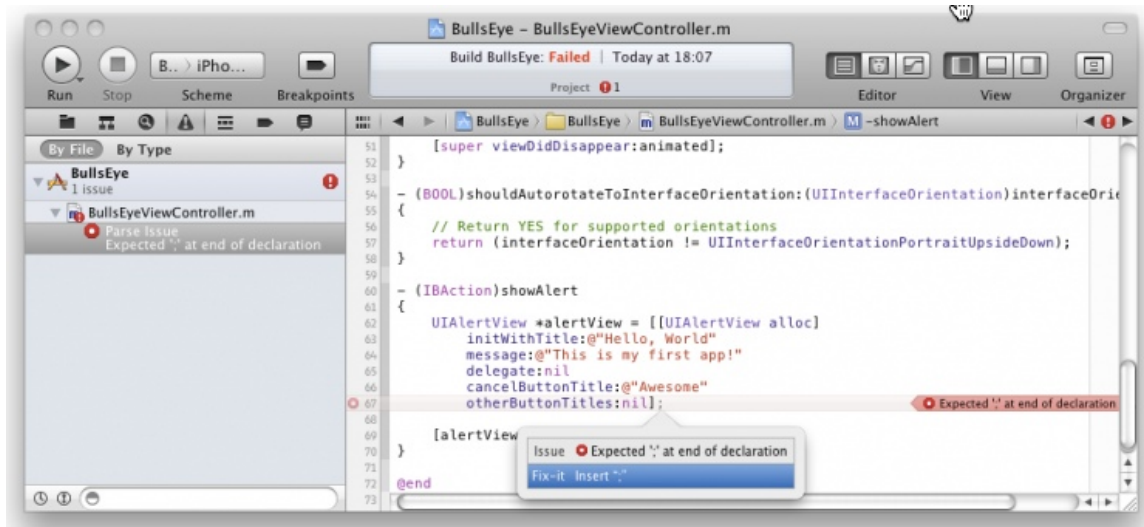 BullsEye – BullsEyeViewController.m
Build BullsEye: Failed | Today at 18:07
Project 1
B.. › iPho...
Run Stop Scheme Breakpoints Editor View Organizer
BullsEye › BullsEye › BullsEyeViewController.m › M -showAlert
By File By Type
BullsEye
1 issue
BullsEyeViewController.m
Parse Issue
Expected ';' at end of declaration
51 [super viewDidDisappear:animated];
52 }
53
54 - (BOOL)shouldAutorotateToInterfaceOrientation:(UIInterfaceOrientation)interfaceOrie
55 {
56 // Return YES for supported orientations
57 return (interfaceOrientation != UIInterfaceOrientationPortraitUpsideDown);
58 }
59
60 - (IBAction)showAlert
61 {
62 UIAlertView *alertView = [[UIAlertView alloc]
63 initWithTitle:@"Hello, World"
64 message:@"This is my first app!"
65 delegate:nil
66 cancelButtonTitle:@"Awesome"
67 otherButtonTitles:nil];
Expected ';' at end of declaration
68
69 [alertView
70 }
71
72 @end
73
Issue Expected ';' at end of declaration
Fix-it Insert ";"